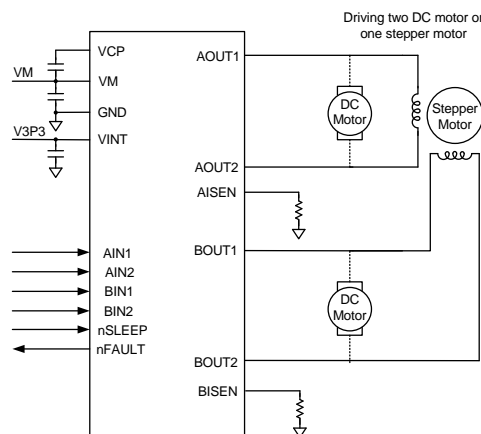 Driving two DC motor or
one stepper motor
VCP
AOUT1
VM
VM
GND
V3P3
VINT
DC
Motor
Stepper
Motor
AOUT2
AISEN
BOUT1
AIN1
AIN2
BIN1
BIN2
nSLEEP
nFAULT
DC
Motor
BOUT2
BISEN